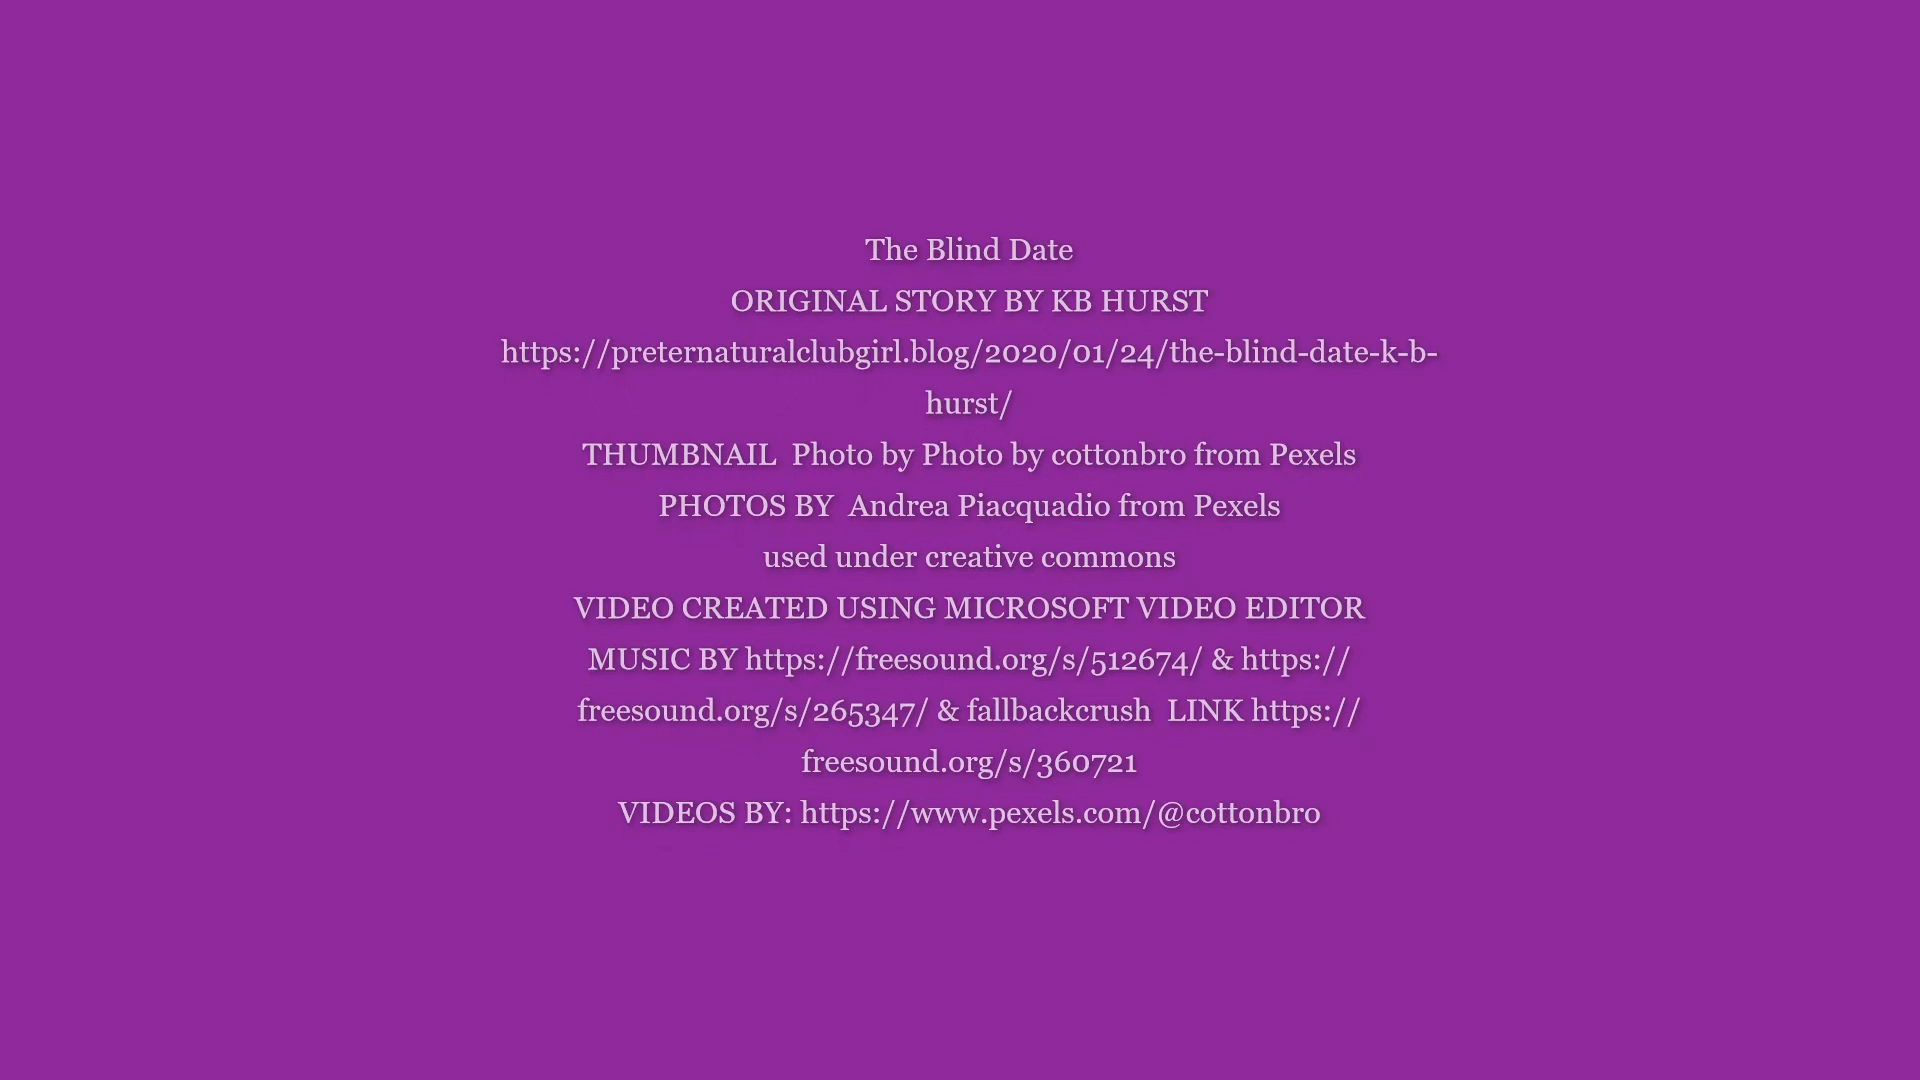 The Blind Date
ORIGINAL STORY BY KB HURST
https://preternaturalclubgirl.blog/2020/01/24/the-blind-date-k-b-
hurst/
THUMBNAIL  Photo by Photo by cottonbro from Pexels
PHOTOS BY  Andrea Piacquadio from Pexels
used under creative commons
VIDEO CREATED USING MICROSOFT VIDEO EDITOR
MUSIC BY https://freesound.org/s/512674/ & https://
freesound.org/s/265347/ & fallbackcrush  LINK https://
freesound.org/s/360721
VIDEOS BY: https://www.pexels.com/@cottonbro